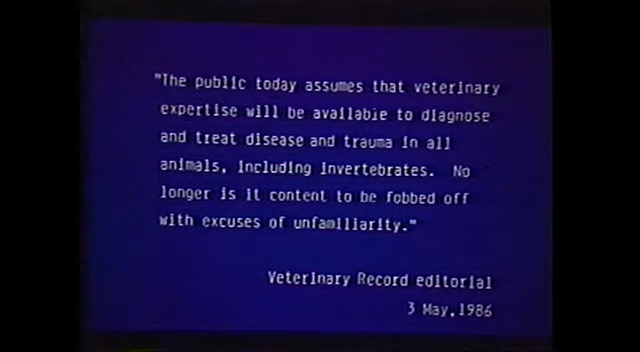 "The public today assumes that veterinary
expertise will be available to diagnose
and treat disease and trauma in all
animals, including invertebrates. No
longer is it content to be fobbed off
with excuses of unfamiliarity."
Veterinary Record editorial
3 May,1986